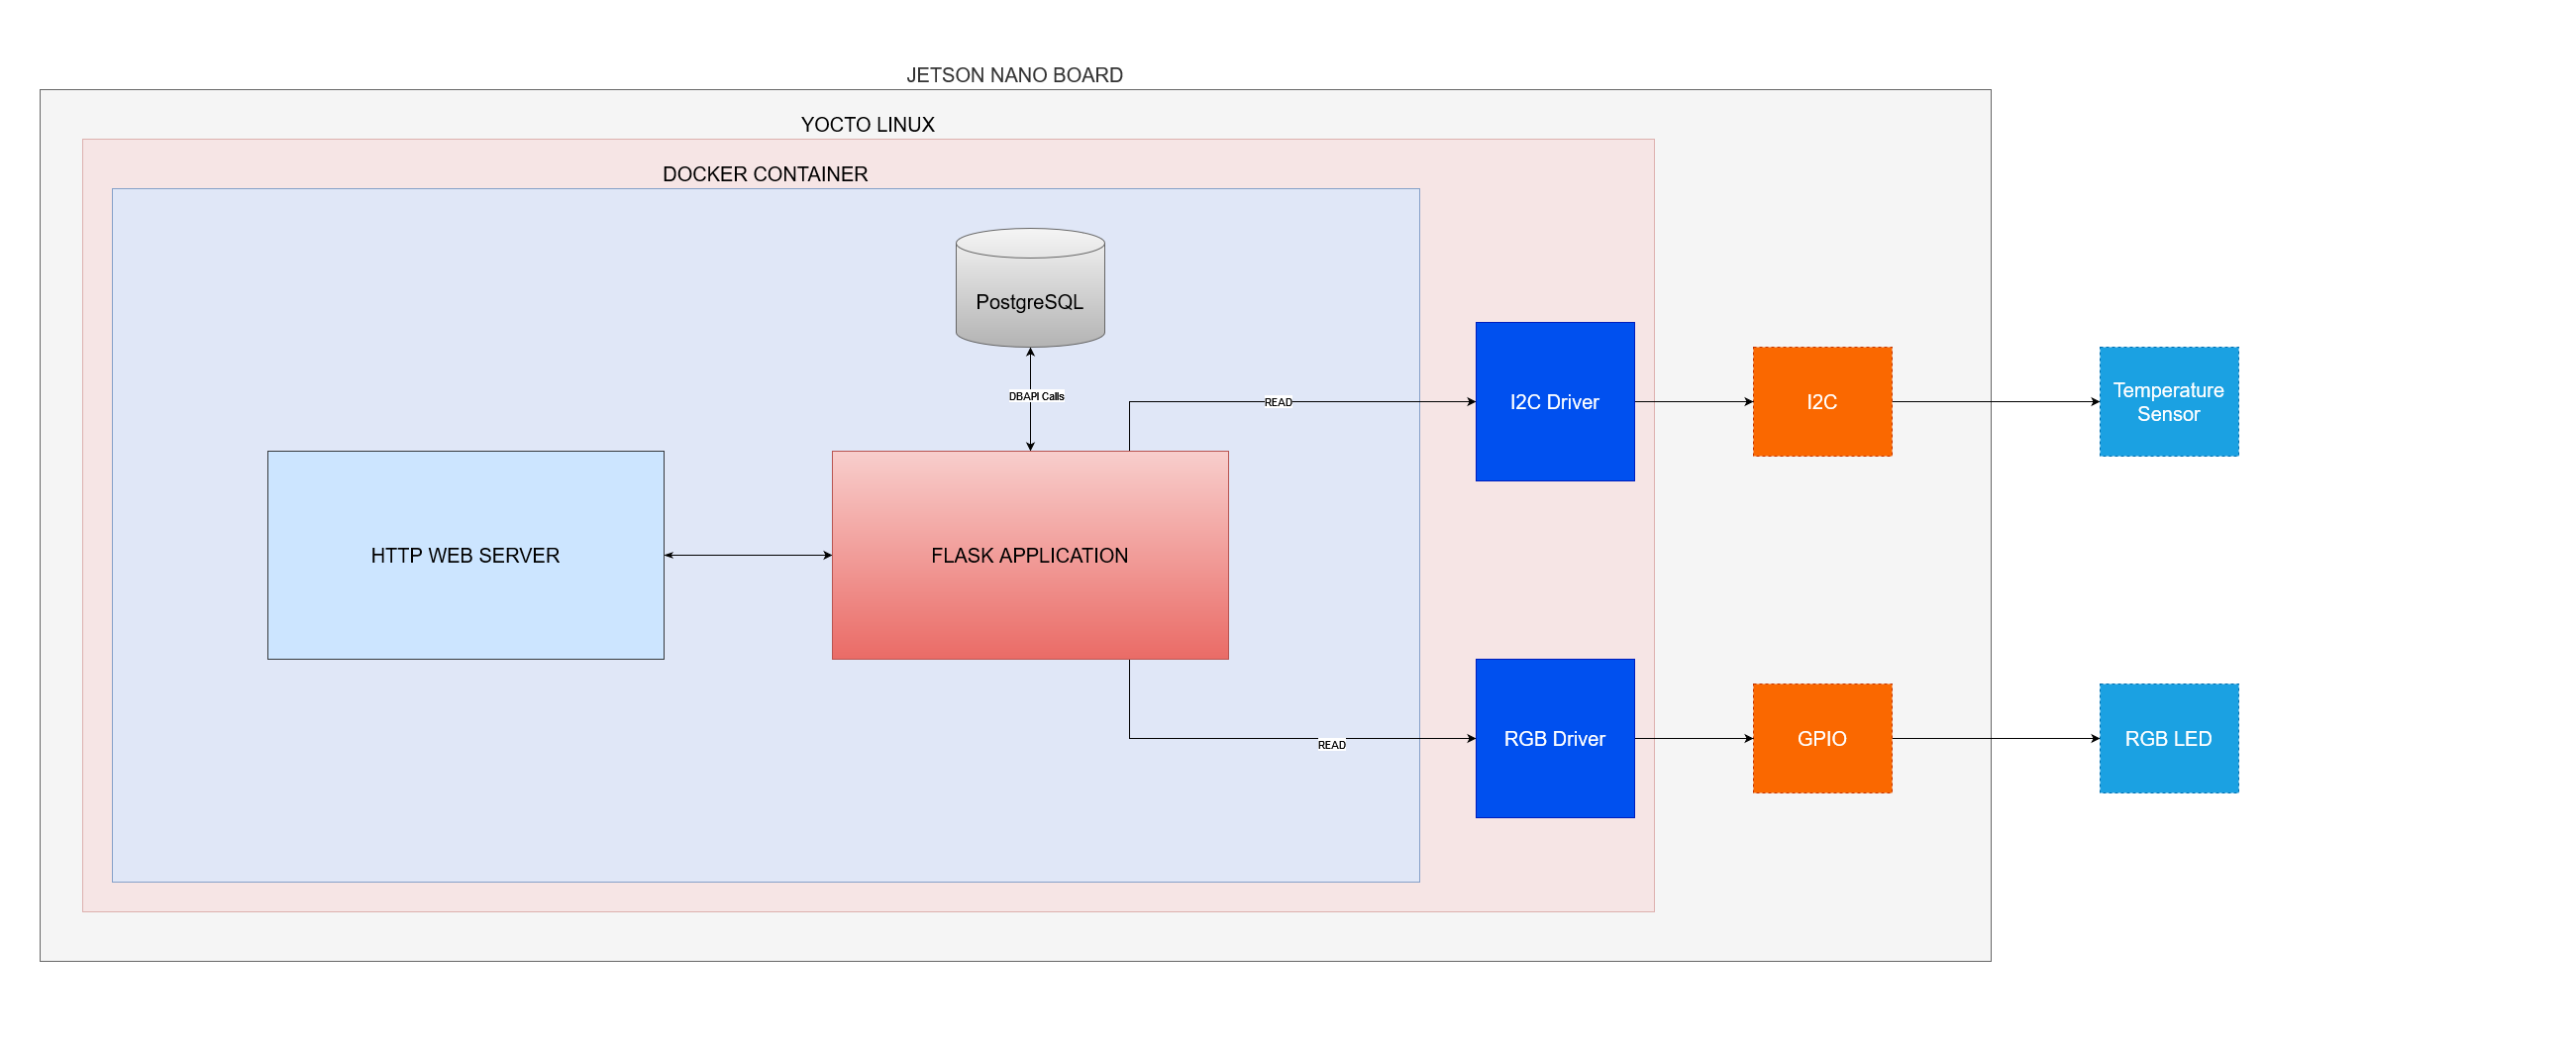 JETSON NANO BOARD
YOCTO LINUX
DOCKER CONTAINER
PostgreSQL
DBAPI Calls
READ
I2C Driver
I2C
Temperature
Sensor
HTTP WEB SERVER
FLASK APPLICATION
READ
RGB Driver
GPIO
RGB LED